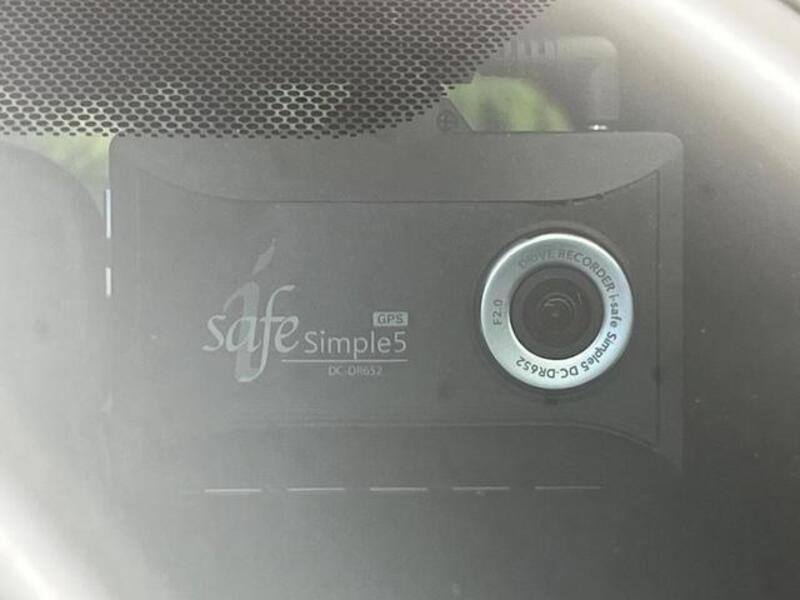 i
safe
GPS
Simple5
DC-DR652
F2.0 DRIVE RECORDER i-safe Simple5 DC-DR652